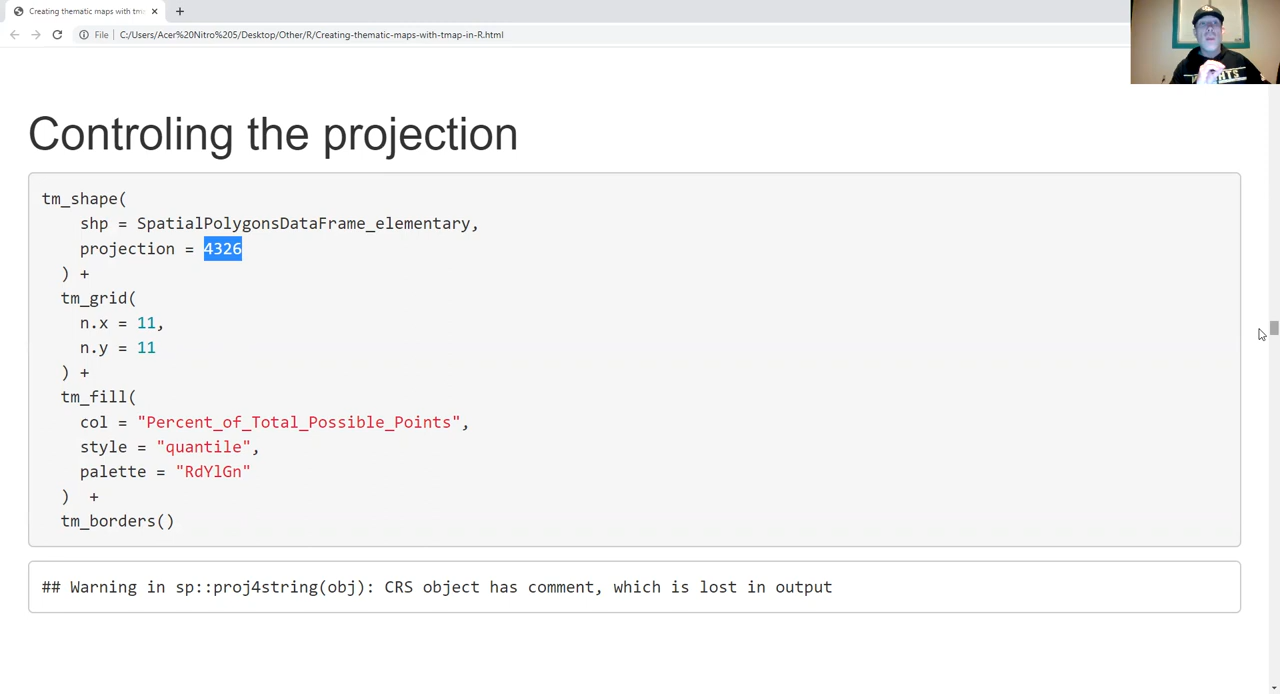 Creating thematic maps with tma
File
C:/Users/Acer%20Nitro%205/Desktop/Other/R/Creating-thematic-maps-with-tmap-in-R.html
Controling the projection
tm_shape(
shp = SpatialPolygonsDataFrame_elementary,
projection = 4326
) +
tm_grid(
n.x = 11,
n.y = 11
) +
tm_fill(
col = "Percent_of_Total_Possible_Points",
style = "quantile",
palette = "RdYlGn"
) +
tm_borders()
## Warning in sp::proj4string(obj): CRS object has comment, which is lost in output